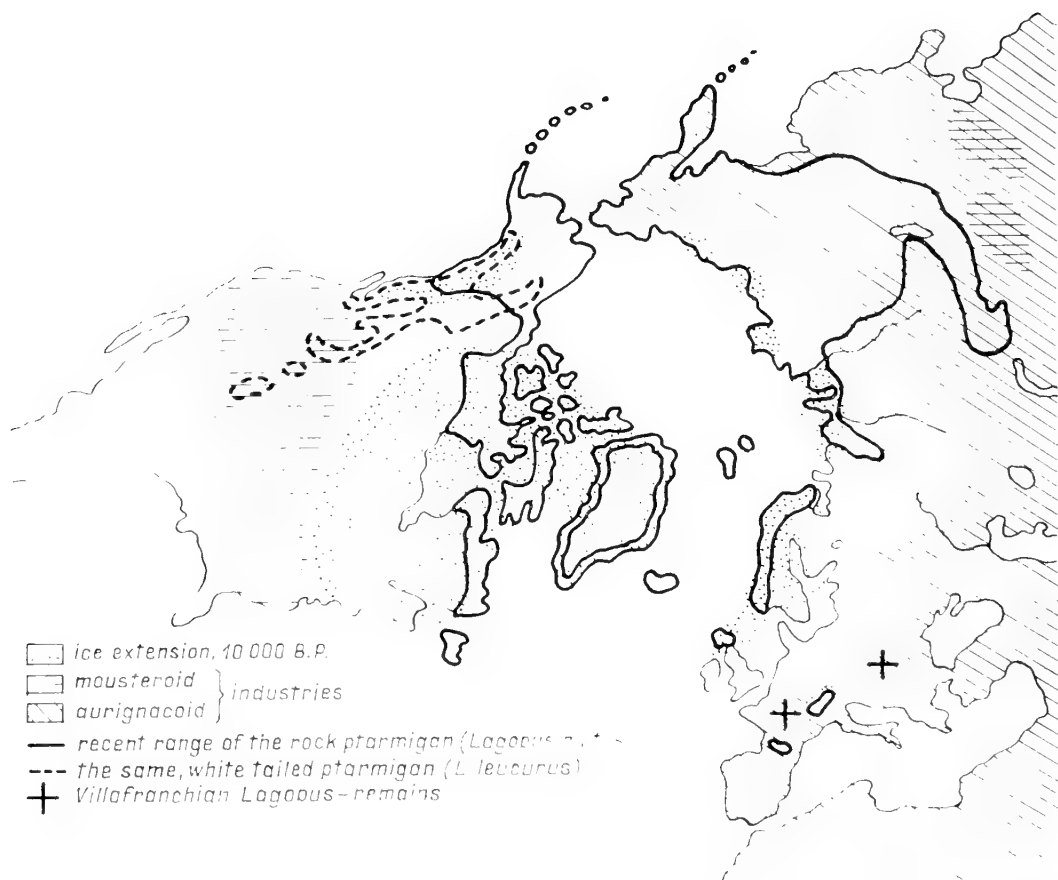 ice extension, 10 000 B.P.
mousteroid
industries
aurignacoid
recent range of the rock ptarmigan (Lagopus
the same, white tailed ptarmigan (L. leucurus)
Villafranchian Lagopus-remains